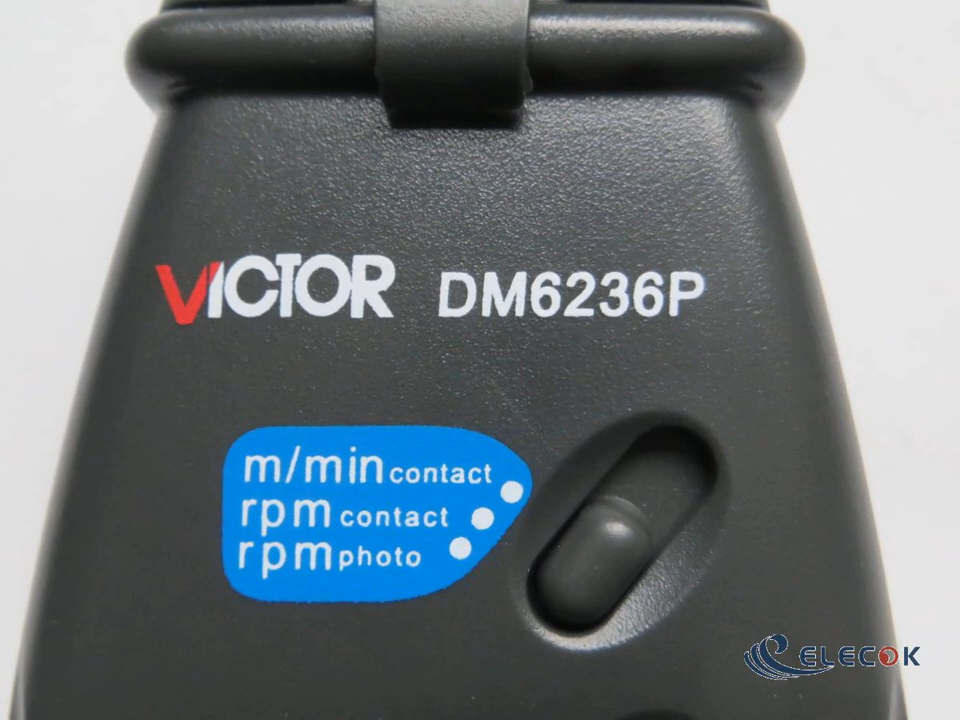 VICTOR DM6236P
m/min contact
rpm contact
rpm photo
ELECOK